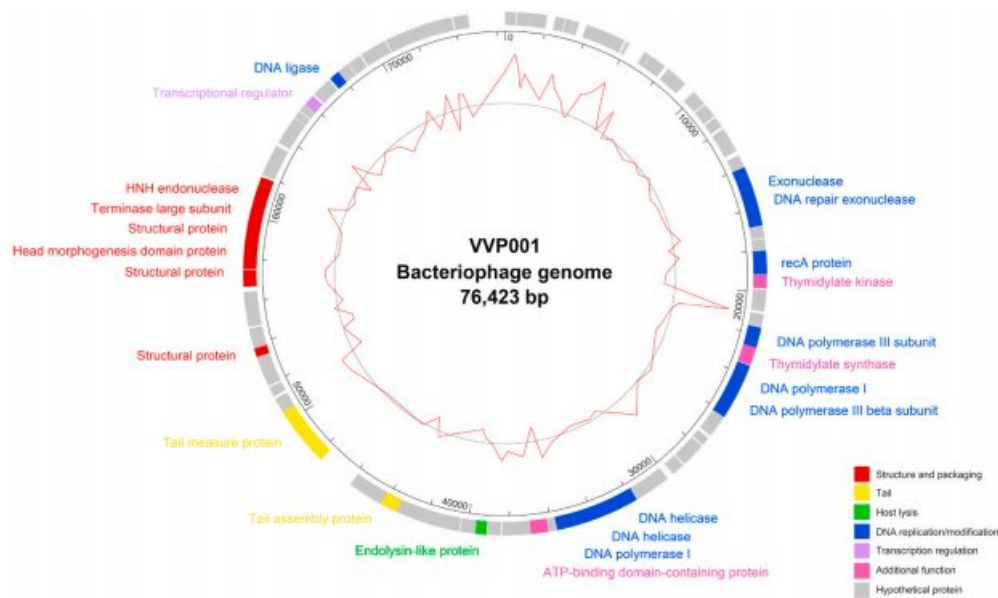 0
70000
DNA ligase
Transcriptional regulator
10000
HNH endonuclease
Terminase large subunit
Structural protein
Head morphogenesis domain protein
Structural protein
60000
Exonuclease
DNA repair exonuclease
VVP001
Bacteriophage genome
76,423 bp
recA protein
Thymidylate kinase
20000
Structural protein
DNA polymerase III subunit
Thymidylate synthase
DNA polymerase I
DNA polymerase III beta subunit
50000
Tail measure protein
30000
40000
Tail assembly protein
Endolysin-like protein
DNA helicase
DNA helicase
DNA polymerase I
ATP-binding domain-containing protein
Structure and packaging
Tail
Host lysis
DNA replication/modification
Transcription regulation
Additional function
Hypothetical protein